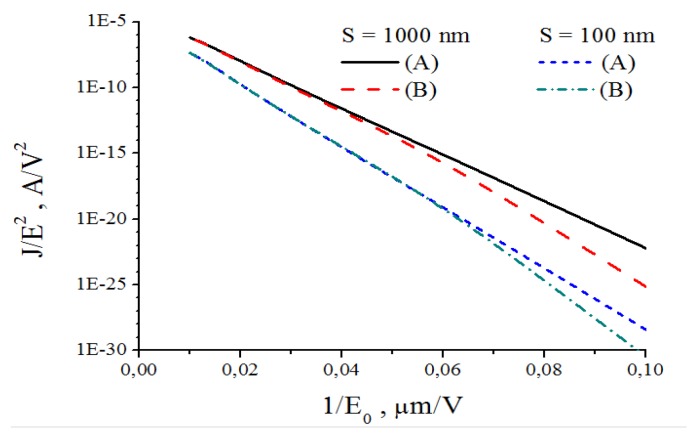 S = 1000 nm S = 100 nm
(A) (A)
(B) (B)
1E-5
1E-10
1E-15
1E-20
1E-25
1E-30
J/E², A/V²
0,00 0,02 0,04 0,06 0,08 0,10
1/E₀ , μm/V